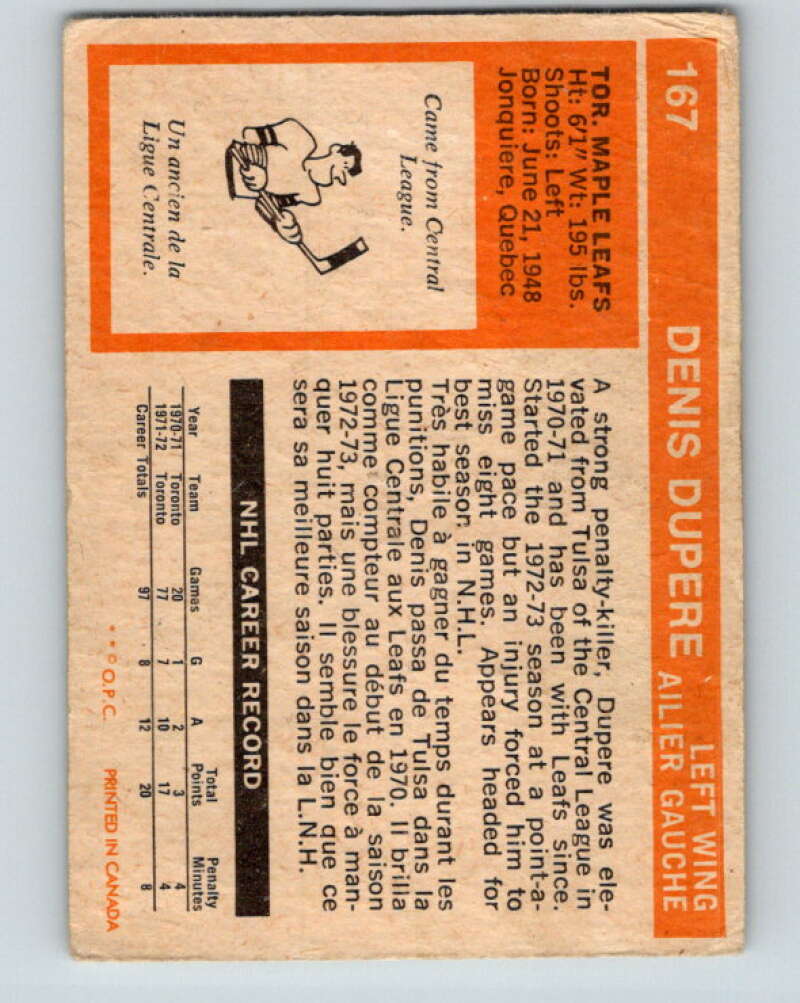 167
DENIS DUPERE
LEFT WING
AILIER GAUCHE
TOR. MAPLE LEAFS
Ht: 6'1" Wt: 195 lbs.
Shoots: Left
Born: June 21, 1948
Jonquiere, Quebec
Came from Central
League.
Un ancien de la
Ligue Centrale.
A strong penalty-killer, Dupere was ele-
vated from Tulsa of the Central League in
1970-71 and has been with Leafs since.
Started the 1972-73 season at a point-a-
game pace but an injury forced him to
miss eight games. Appears headed for
best season in N.H.L.
Très habile à gagner du temps durant les
punitions, Denis passa de Tulsa dans la
Ligue Centrale aux Leafs en 1970. Il brilla
comme compteur au début de la saison
1972-73, mais une blessure le force à man-
quer huit parties. Il semble bien que ce
sera sa meilleure saison dans la L.N.H.
NHL CAREER RECORD
Year Team Games G A Total Points Penalty Minutes
1970-71 Toronto 20 1 2 3 4
1971-72 Toronto 77 7 10 17 4
Career Totals 97 8 12 20 8
* * © O.P.C. PRINTED IN CANADA